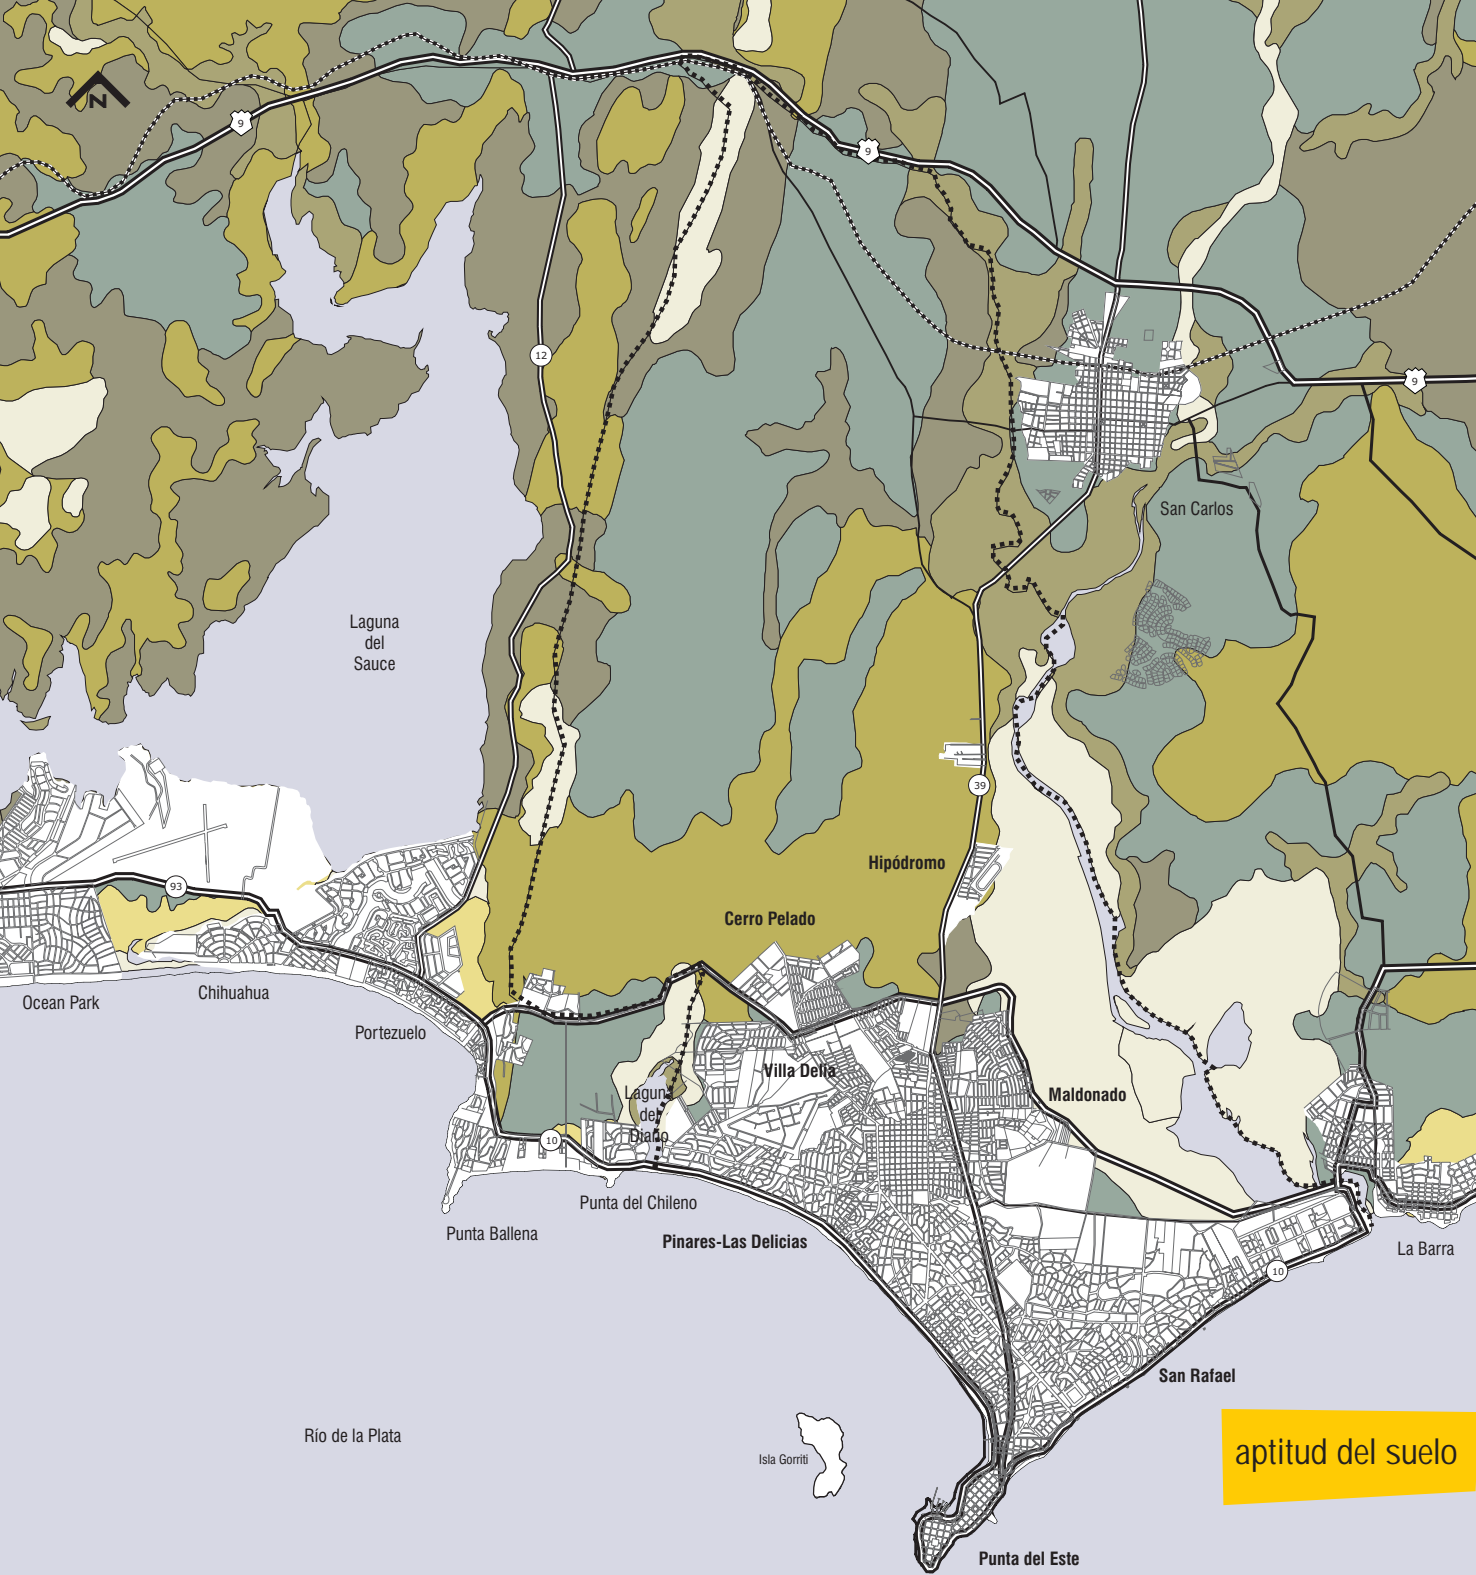 N
9
9
12
9
San Carlos
Laguna
del
Sauce
39
Hipódromo
93
Cerro Pelado
Ocean Park
Chihuahua
Portezuelo
Villa Delia
Laguna
del
Diario
Maldonado
10
Punta del Chileno
Punta Ballena
Pinares-Las Delicias
La Barra
10
San Rafael
Río de la Plata
Isla Gorriti
aptitud del suelo
Punta del Este